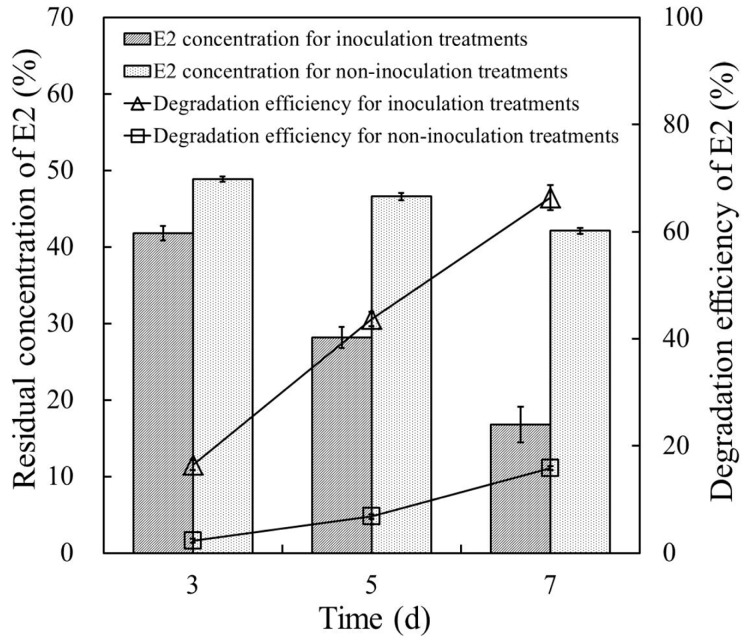 E2 concentration for inoculation treatments
E2 concentration for non-inoculation treatments
Degradation efficiency for inoculation treatments
Degradation efficiency for non-inoculation treatments
Residual concentration of E2 (%)
70
60
50
40
30
20
10
0
100
80
60
40
20
0
Degradation efficiency of E2 (%)
3
5
7
Time (d)